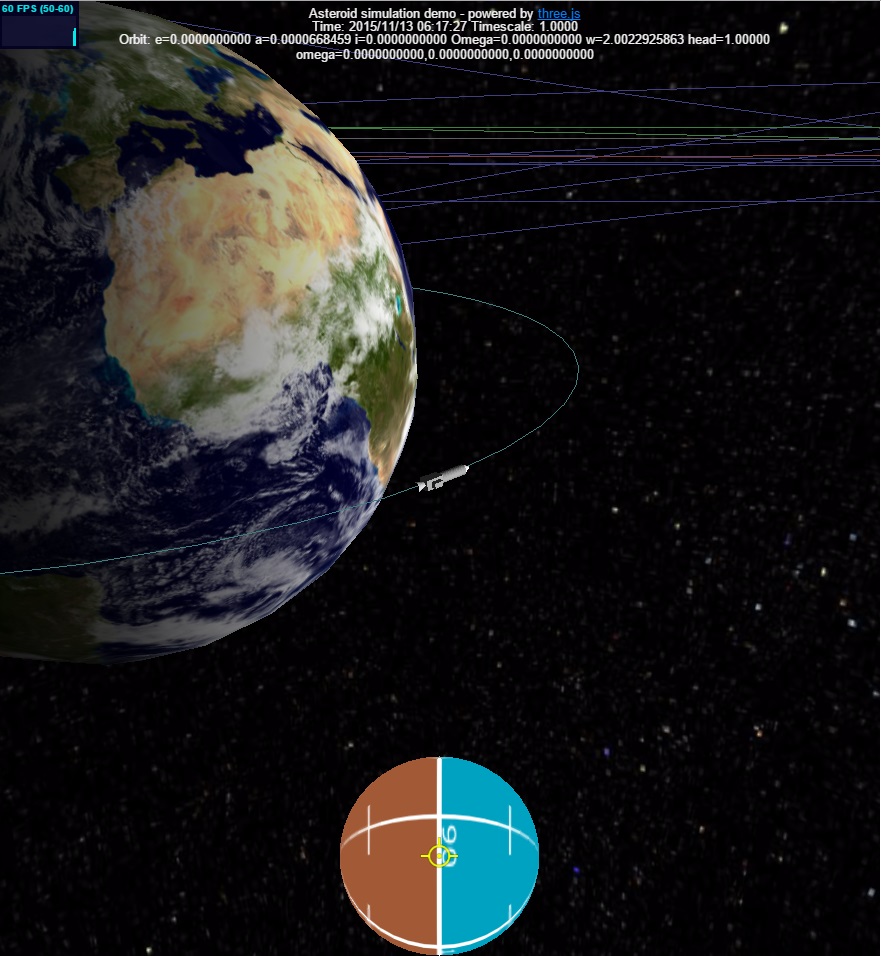 60 FPS (50-60)
Asteroid simulation demo - powered by three.js
Time: 2015/11/13 06:17:27 Timescale: 1.0000
Orbit: e=0.0000000000 a=0.0000668459 i=0.0000000000 Omega=0.0000000000 w=2.0022925863 head=1.00000
omega=0.0000000000,0.0000000000,0.0000000000